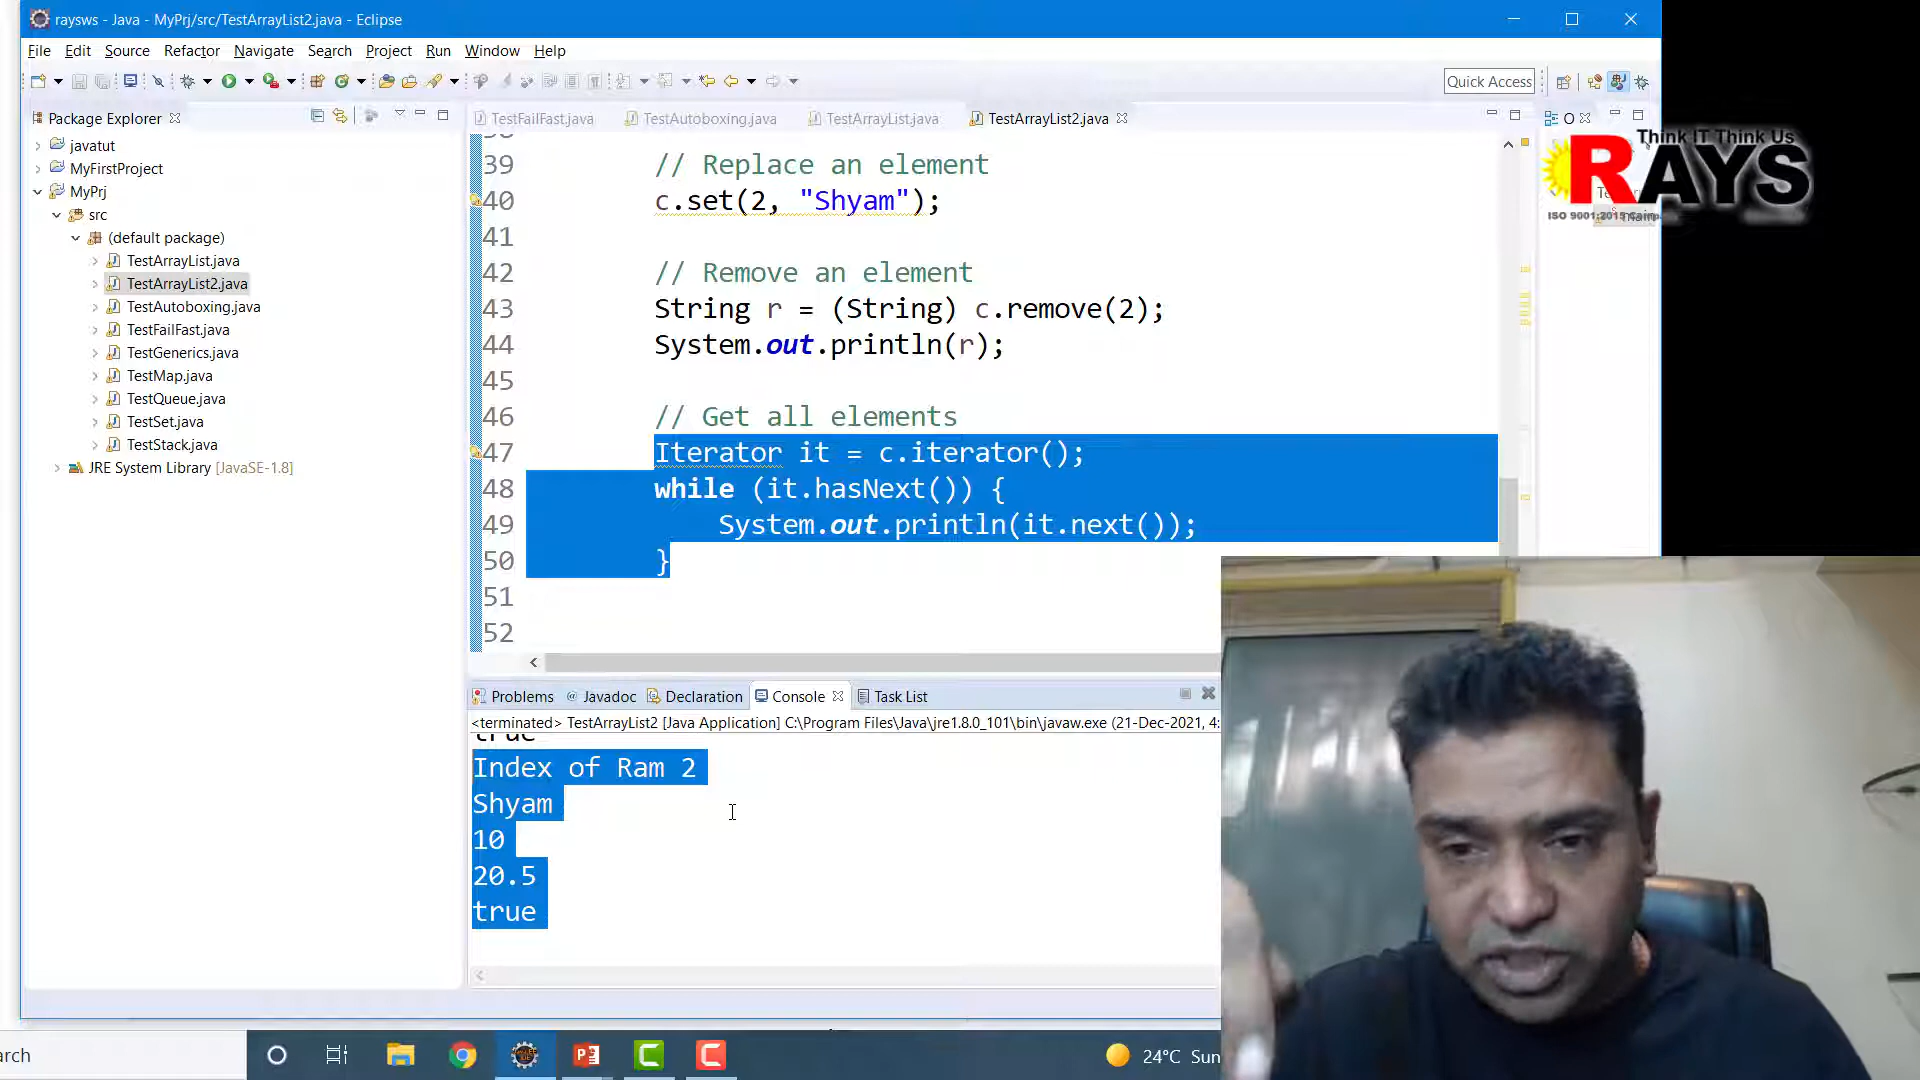 raysws - Java - MyPrj/src/TestArrayList2.java - Eclipse
File Edit Source Refactor Navigate Search Project Run Window Help
Quick Access
Package Explorer
javatut
MyFirstProject
MyPrj
src
(default package)
TestArrayList.java
TestArrayList2.java
TestAutoboxing.java
TestFailFast.java
TestGenerics.java
TestMap.java
TestQueue.java
TestSet.java
TestStack.java
JRE System Library [JavaSE-1.8]
TestFailFast.java TestAutoboxing.java TestArrayList.java TestArrayList2.java
39 // Replace an element
40 c.set(2, "Shyam");
41
42 // Remove an element
43 String r = (String) c.remove(2);
44 System.out.println(r);
45
46 // Get all elements
47 Iterator it = c.iterator();
48 while (it.hasNext()) {
49 System.out.println(it.next());
50 }
51
52
O
Think IT Think Us
RAYS
ISO 9001:2015
main
Problems Javadoc Declaration Console Task List
<terminated> TestArrayList2 [Java Application] C:\Program Files\Java\jre1.8.0_101\bin\javaw.exe (21-Dec-2021, 4:
true
Index of Ram 2
Shyam
10
20.5
true
arch
24°C Sun